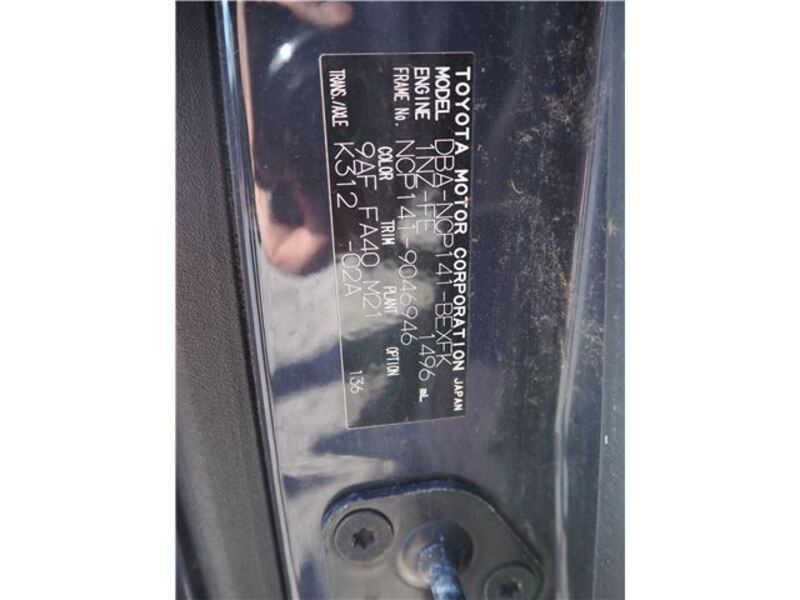 TOYOTA MOTOR CORPORATION JAPAN
MODEL DBA-NCP141-BEXFK
ENGINE 1NZ-FE 1496 mL
FRAME No. NCP141-9046946
COLOR TRIM PLANT OPTION
9AF FA40 M21
TRANS./AXLE K312 -02A 136